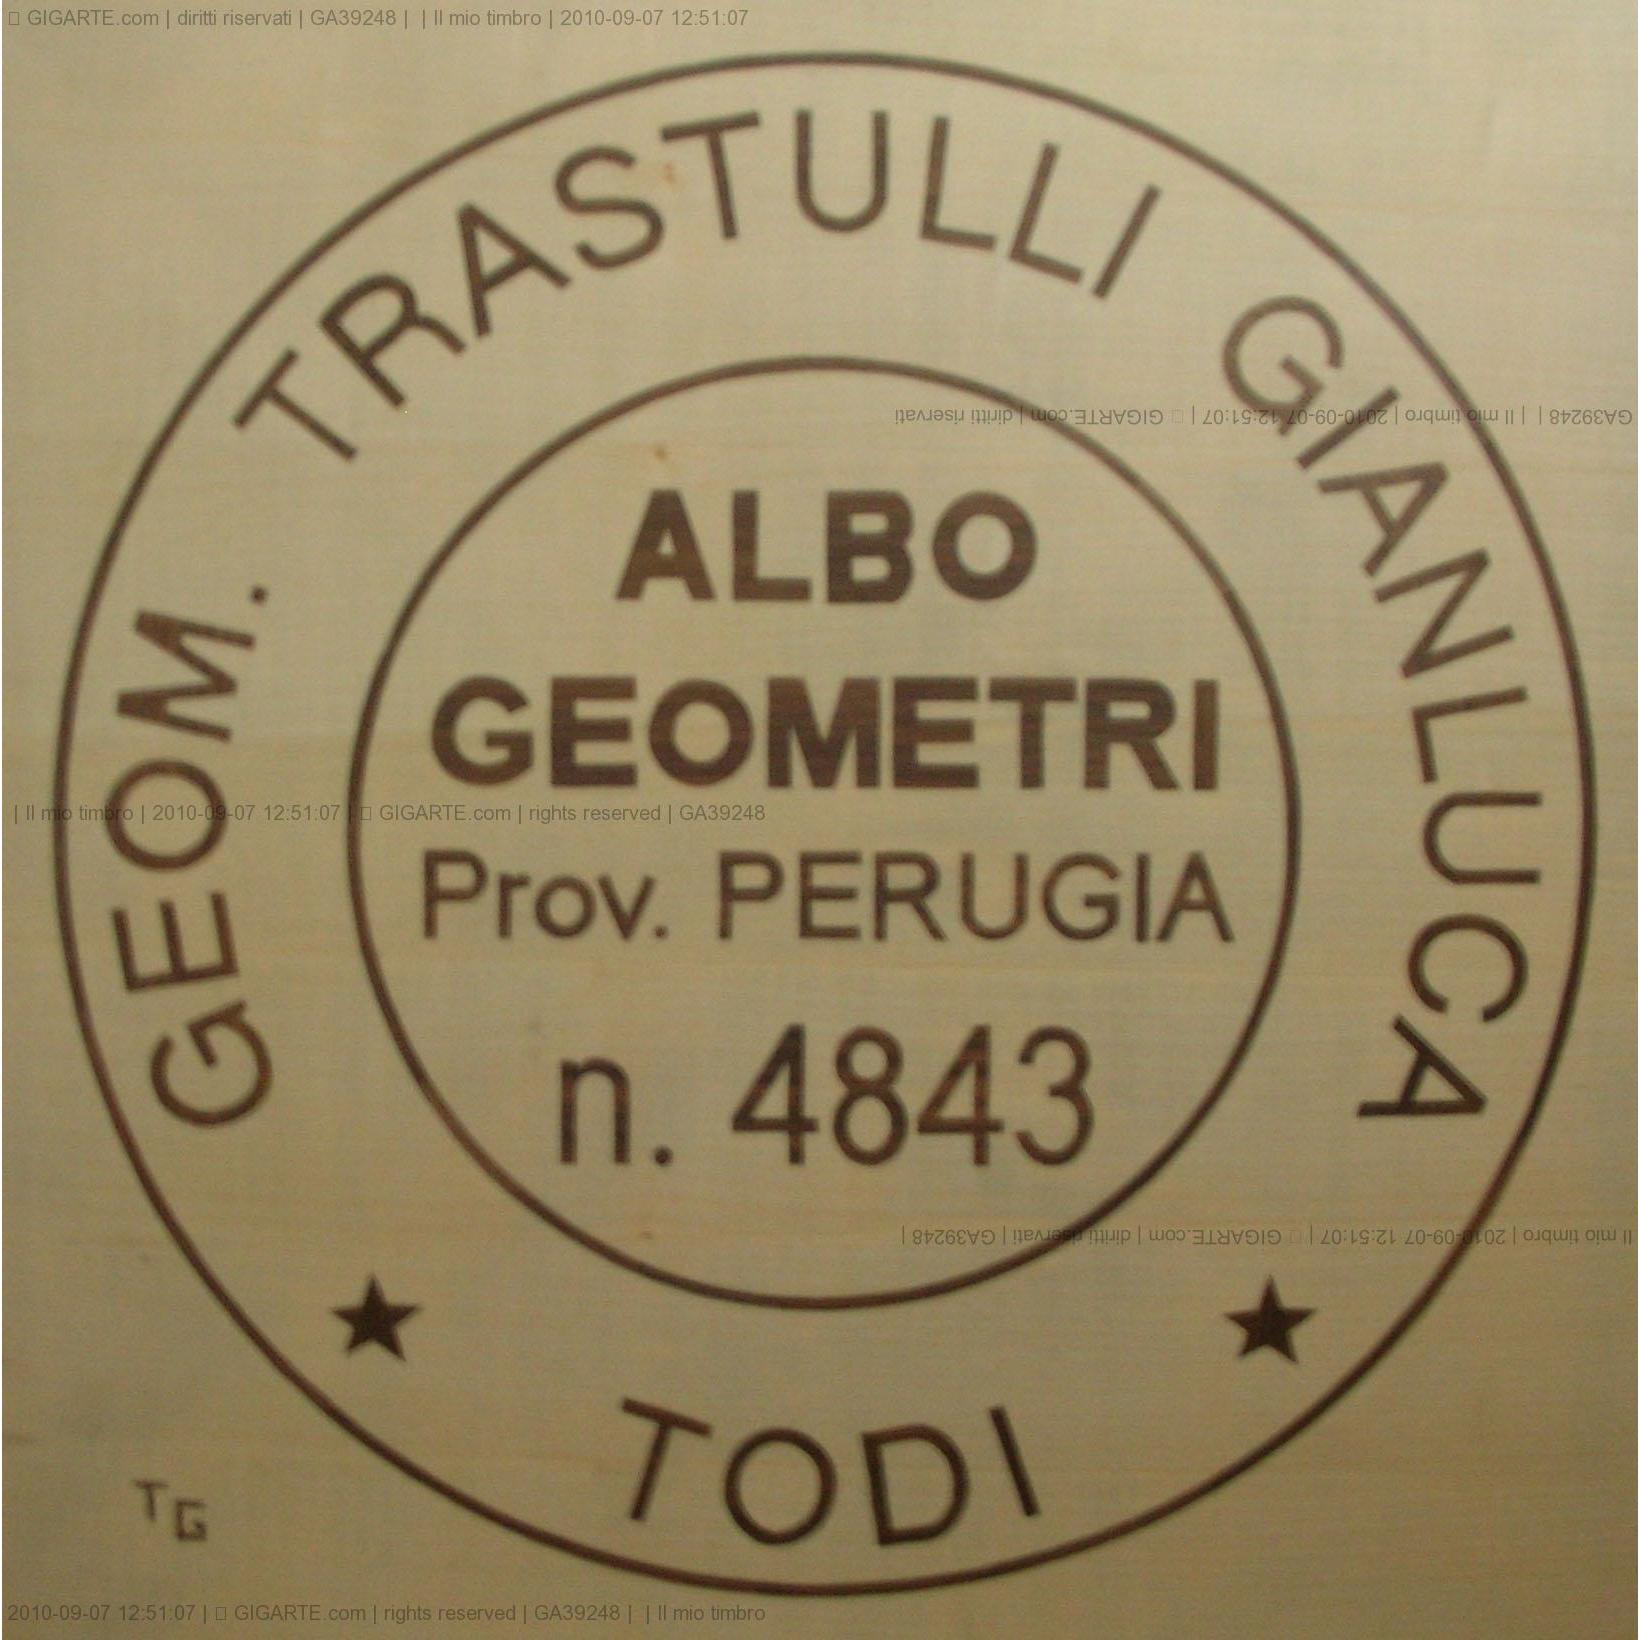 GIGARTE.com | diritti riservati | GA39248 |  | Il mio timbro | 2010-09-07 12:51:07
GEOM. TRASTULLI GIANLUCA
GA39248 |  | Il mio timbro | 2010-09-07 12:51:07 | GIGARTE.com | diritti riservati
ALBO
GEOMETRI
| Il mio timbro | 2010-09-07 12:51:07 | GIGARTE.com | rights reserved | GA39248
Prov. PERUGIA
n. 4843
Il mio timbro | 2010-09-07 12:51:07 | GIGARTE.com | diritti riservati | GA39248 |
★ ★
TODI
TG
2010-09-07 12:51:07 | GIGARTE.com | rights reserved | GA39248 |  | Il mio timbro